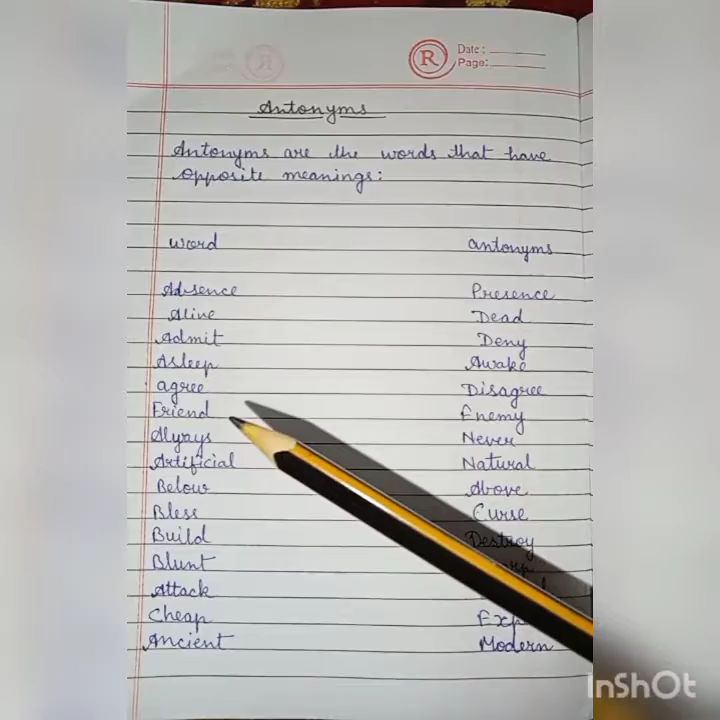 R Date :
Page:
Antonyms
Antonyms are the words that have
opposite meanings:
word antonyms
Absence Presence
Alive Dead
Admit Deny
Asleep Awake
agree Disagree
Friend Enemy
Always Never
Artificial Natural
Below Above
Bless Curse
Build Destroy
Blunt
Attack
Cheap
Ancient Modern
InShOt